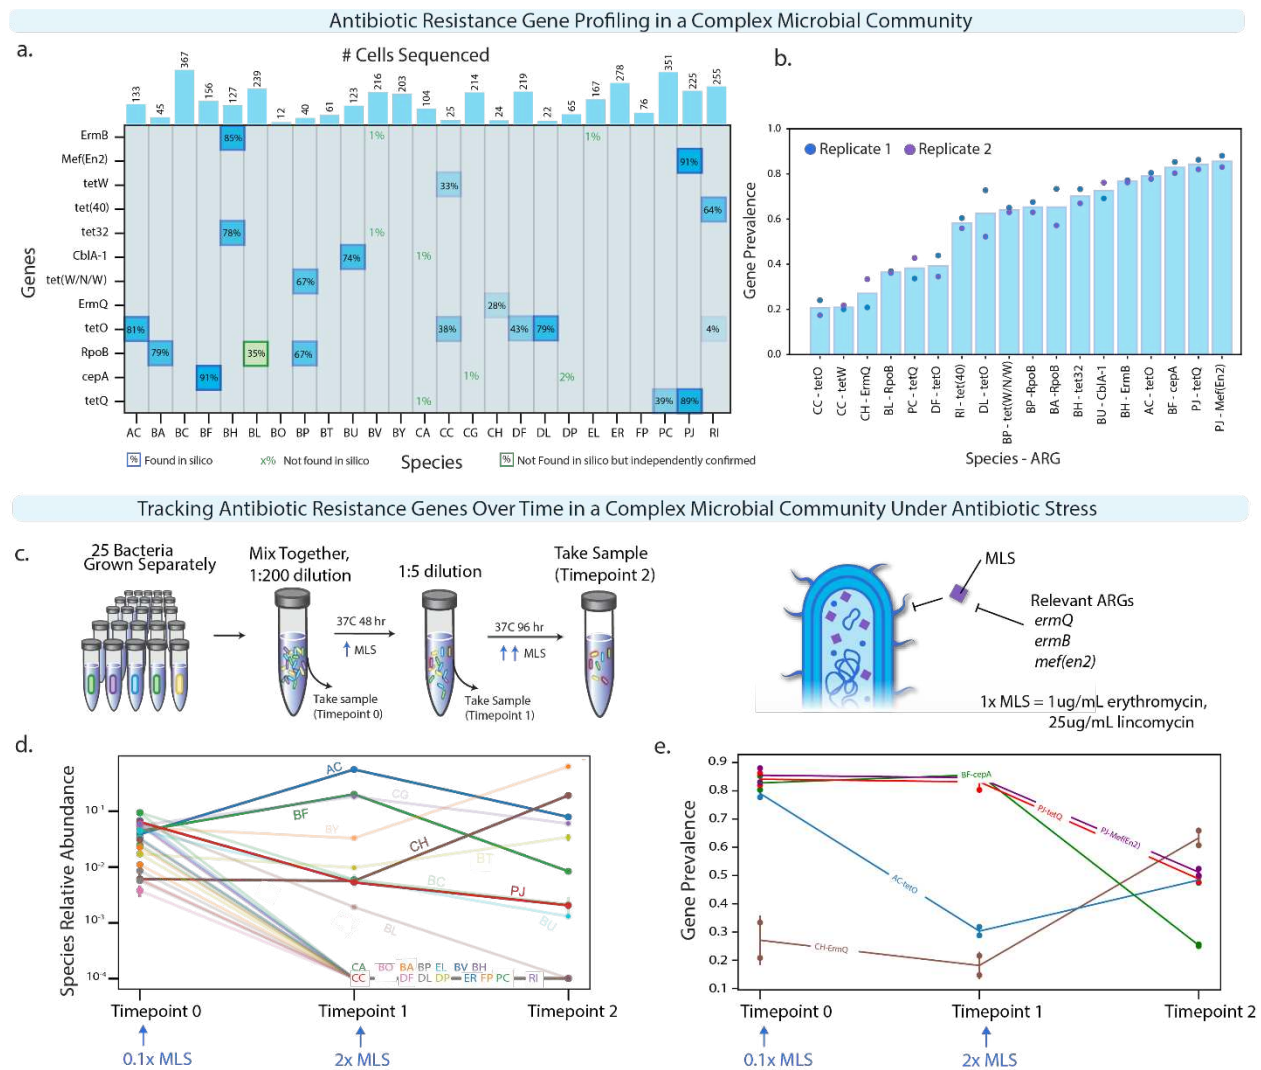 Antibiotic Resistance Gene Profiling in a Complex Microbial Community
a.
# Cells Sequenced
133 45 367 156 127 239 12 40 61 123 216 203 104 25 214 24 219 22 65 167 278 76 351 225 255
Genes
ErmB 85% 1% 1%
Mef(En2) 91%
tetW 33%
tet(40) 64%
tet32 78% 1%
CblA-1 74% 1%
tet(W/N/W) 67%
ErmQ 28%
tetO 81% 38% 43% 79% 4%
RpoB 79% 35% 67%
cepA 91% 1% 2%
tetQ 1% 39% 89%
AC BA BC BF BH BL BO BP BT BU BV BY CA CC CG CH DF DL DP EL ER FP PC PJ RI
% Found in silico x% Not found in silico Species % Not Found in silico but independently confirmed
b.
Replicate 1 Replicate 2
Gene Prevalence
1.0
0.8
0.6
0.4
0.2
0.0
CC - tetO
CC - tetW
CH - ErmQ
BL - RpoB
PC - tetQ
DF - tetO
RI - tet(40)
DL - tetO
BP - tet(W/N/W)
BP -RpoB
BA -RpoB
BH - tet32
BU - CblA-1
BH - ErmB
AC - tetO
BF - cepA
PJ - tetQ
PJ - Mef(En2)
Species - ARG
Tracking Antibiotic Resistance Genes Over Time in a Complex Microbial Community Under Antibiotic Stress
c.
25 Bacteria
Grown Separately
Mix Together,
1:200 dilution
37C 48 hr
MLS
Take sample
(Timepoint 0)
1:5 dilution
37C 96 hr
MLS
Take Sample
(Timepoint 1)
Take Sample
(Timepoint 2)
MLS
Relevant ARGs
ermQ
ermB
mef(en2)
1x MLS = 1ug/mL erythromycin,
25ug/mL lincomycin
d.
Species Relative Abundance
10⁻¹
10⁻²
10⁻³
10⁻⁴
AC
CG
BF
BY
CH
BT
BC
PJ
BU
BL
CA BO BA BP EL BV BH
CC DF DL DP ER FP PC RI
Timepoint 0 Timepoint 1 Timepoint 2
0.1x MLS 2x MLS
e.
Gene Prevalence
0.9
0.8
0.7
0.6
0.5
0.4
0.3
0.2
0.1
BF-cepA
PJ-tetQ
PJ-Mef(En2)
AC-tetO
CH-ErmQ
Timepoint 0 Timepoint 1 Timepoint 2
0.1x MLS 2x MLS